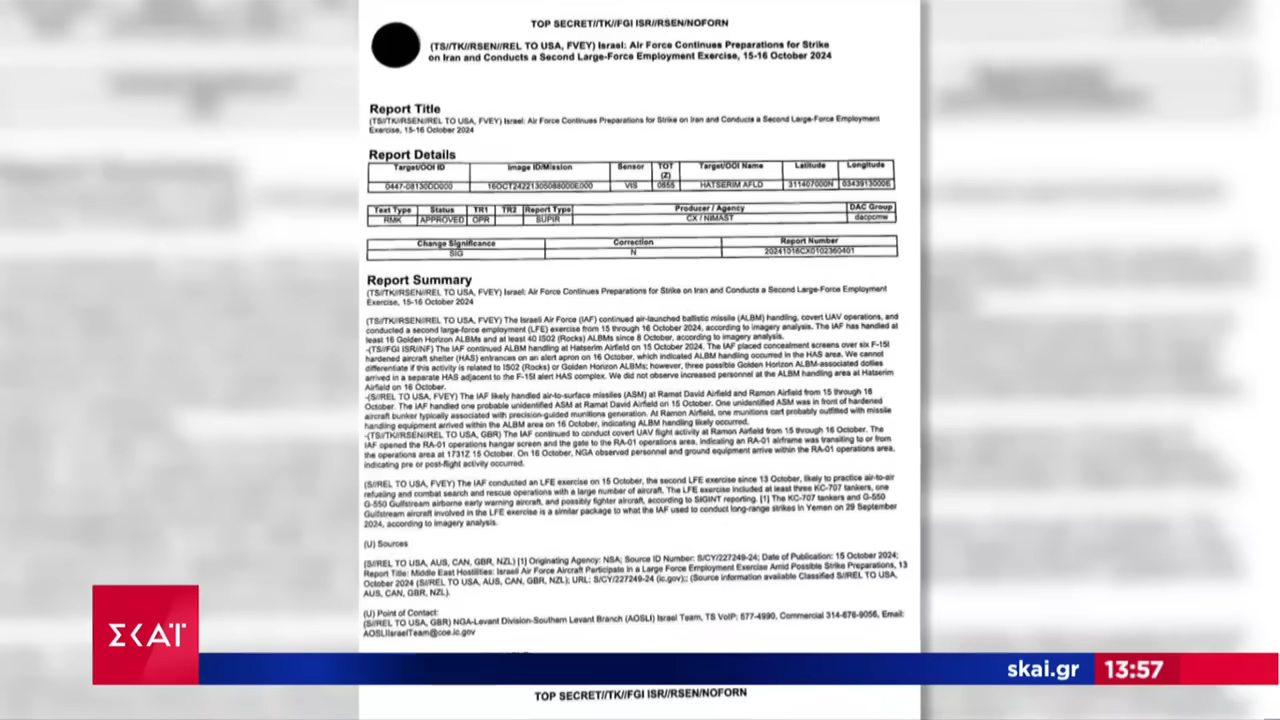 TOP SECRET//TK//FGI ISR//RSEN/NOFORN
(TS//TK//RSEN//REL TO USA, FVEY) Israel: Air Force Continues Preparations for Strike
on Iran and Conducts a Second Large-Force Employment Exercise, 15-16 October 2024
Report Title
(TS//TK//RSEN//REL TO USA, FVEY) Israel: Air Force Continues Preparations for Strike on Iran and Conducts a Second Large-Force Employment
Exercise, 15-16 October 2024
Report Details
Target/OOI ID Image ID/Mission Sensor TOT (Z) Target/OOI Name Latitude Longitude
VIS 0655 HATSERIM AFLD 311407000N 034391300E
Text Type Status TR1 TR2 Report Type Producer / Agency DAC Group
RMK APPROVED OPR SUPIR CX / NIMAST
Change Significance Correction Report Number
SIG N
Report Summary
(TS//TK//RSEN//REL TO USA, FVEY) Israel: Air Force Continues Preparations for Strike on Iran and Conducts a Second Large-Force Employment
Exercise, 15-16 October 2024
(TS//TK//RSEN//REL TO USA, FVEY) The Israeli Air Force (IAF) continued air-launched ballistic missile (ALBM) handling, covert UAV operations, and
conducted a second large-force employment (LFE) exercise from 15 through 16 October 2024, according to imagery analysis. The IAF has handled at
least 16 Golden Horizon ALBMs and at least 40 IS02 (Rocks) ALBMs since 8 October, according to imagery analysis.
-(TS//FGI ISR//NF) The IAF continued ALBM handling at Hatserim Airfield on 15 October 2024. The IAF placed concealment screens over six F-15I
hardened aircraft shelter (HAS) entrances on an alert apron on 16 October, which indicated ALBM handling occurred in the HAS area. We cannot
differentiate if this activity is related to IS02 (Rocks) or Golden Horizon ALBMs; however, three possible Golden Horizon ALBM-associated dollies
arrived in a separate HAS adjacent to the F-15I alert HAS complex. We did not observe increased personnel at the ALBM handling area at Hatserim
Airfield on 16 October.
-(S//REL TO USA, FVEY) The IAF likely handled air-to-surface missiles (ASM) at Ramat David Airfield and Ramon Airfield from 15 through 16
October. The IAF handled one probable unidentified ASM at Ramat David Airfield on 15 October. One unidentified ASM was in front of hardened
aircraft bunker typically associated with precision-guided munitions generation. At Ramon Airfield, one munitions cart probably outfitted with missile
handling equipment arrived within the ALBM area on 16 October, indicating ALBM handling likely occurred.
-(TS//TK//RSEN//REL TO USA, GBR) The IAF continued to conduct covert UAV flight activity at Ramon Airfield from 15 through 16 October. The
IAF opened the RA-01 operations hangar screen and the gate to the RA-01 operations area, indicating an RA-01 airframe was transiting to or from
the operations area at 1731Z 15 October. On 16 October, NGA observed personnel and ground equipment arrive within the RA-01 operations area,
indicating pre or post-flight activity occurred.
(S//REL TO USA, FVEY) The IAF conducted an LFE exercise on 15 October, the second LFE exercise since 13 October, likely to practice air-to-air
refueling and combat search and rescue operations with a large number of aircraft. The LFE exercise included at least three KC-707 tankers, one
G-550 Gulfstream airborne early warning aircraft, and possibly fighter aircraft, according to SIGINT reporting. [1] The KC-707 tankers and G-550
Gulfstream aircraft involved in the LFE exercise is a similar package to what the IAF used to conduct long-range strikes in Yemen on 29 September
2024, according to imagery analysis.
(U) Sources
(S//REL TO USA, AUS, CAN, GBR, NZL) [1] Originating Agency: NSA; Source ID Number: S/CY/227249-24; Date of Publication: 15 October 2024;
Report Title: Middle East Hostilities: Israeli Air Force Aircraft Participate in a Large Force Employment Exercise Amid Possible Strike Preparations, 13
October 2024 (S//REL TO USA, AUS, CAN, GBR, NZL); URL: S/CY/227249-24 (ic.gov);; (Source information available Classified S//REL TO USA,
AUS, CAN, GBR, NZL).
(U) Point of Contact:
(S//REL TO USA, GBR) NGA-Levant Division-Southern Levant Branch (AOSLI) Israel Team, TS VoIP: 577-4990, Commercial 314-676-9056, Email:
AOSLIIsraelTeam@coe.ic.gov
ΣΚΑΪ
skai.gr 13:57
TOP SECRET//TK//FGI ISR//RSEN/NOFORN